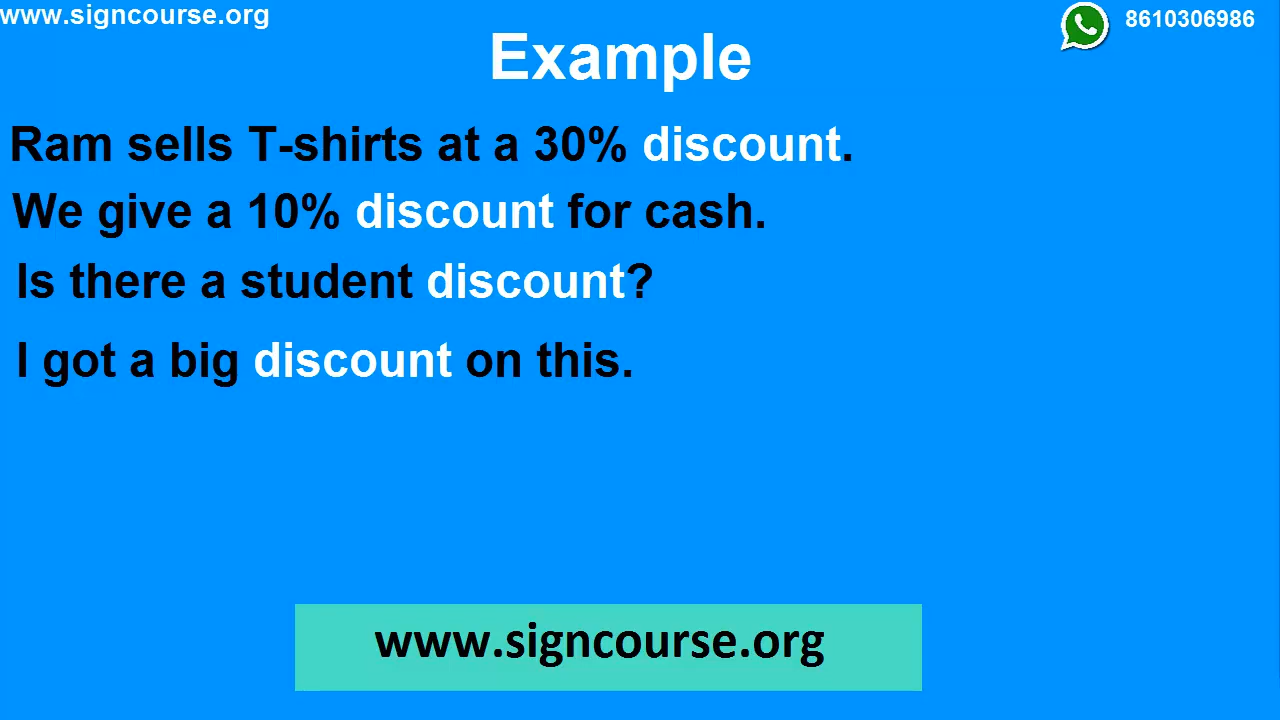 www.signcourse.org
8610306986
Example
Ram sells T-shirts at a 30% discount.
We give a 10% discount for cash.
Is there a student discount?
I got a big discount on this.
www.signcourse.org